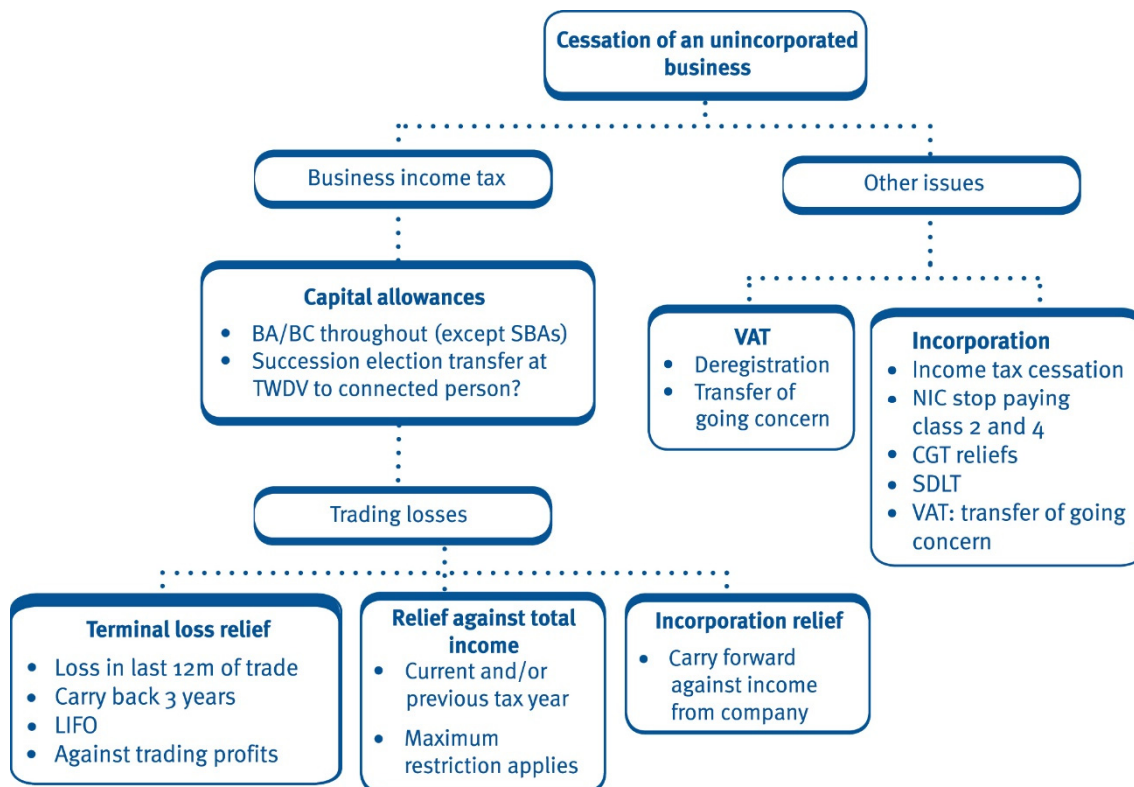 Cessation of an unincorporated
business
Business income tax
Other issues
Capital allowances
• BA/BC throughout (except SBAs)
• Succession election transfer at
TWDV to connected person?
VAT
• Deregistration
• Transfer of
going concern
Incorporation
• Income tax cessation
• NIC stop paying
class 2 and 4
• CGT reliefs
• SDLT
• VAT: transfer of going
concern
Trading losses
Terminal loss relief
• Loss in last 12m of trade
• Carry back 3 years
• LIFO
• Against trading profits
Relief against total
income
• Current and/or
previous tax year
• Maximum
restriction applies
Incorporation relief
• Carry forward
against income
from company